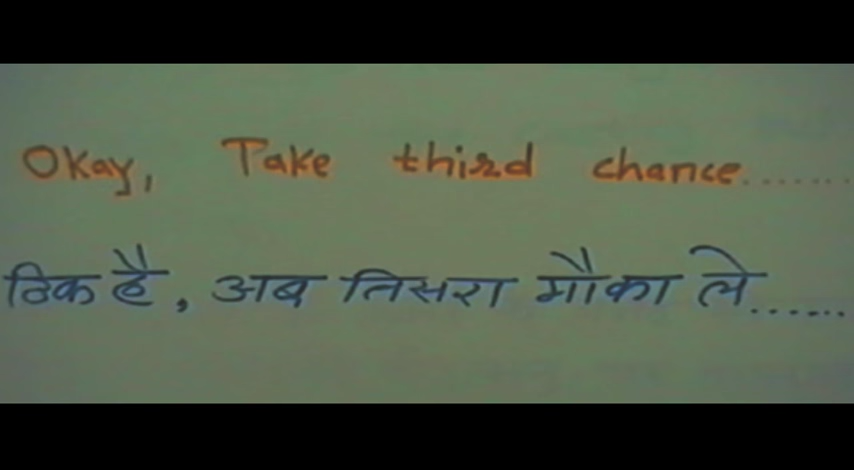 Okay, Take third chance.......
ठिक है, अब तिसरा मौका ले......